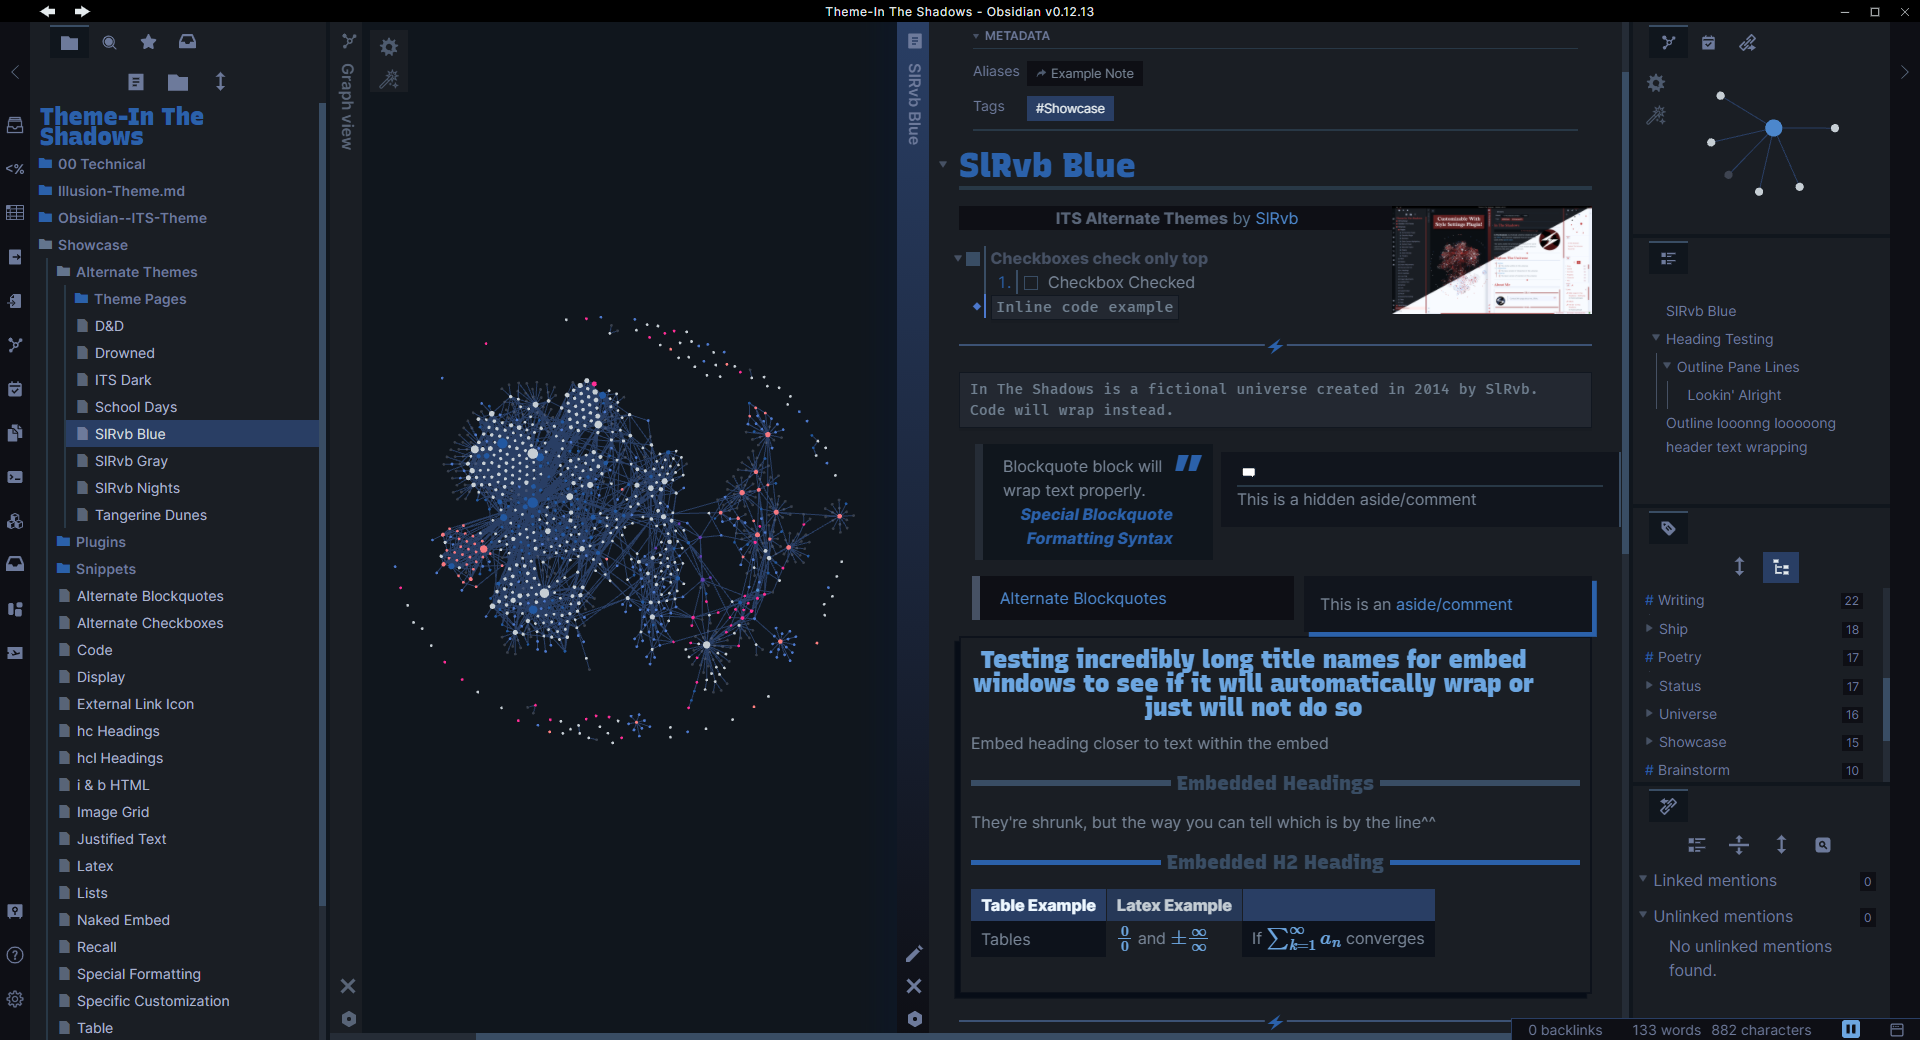 Theme-In The Shadows - Obsidian v0.12.13
Theme-In The
Shadows
00 Technical
Illusion-Theme.md
Obsidian--ITS-Theme
Showcase
Alternate Themes
Theme Pages
D&D
Drowned
ITS Dark
School Days
SlRvb Blue
SlRvb Gray
SlRvb Nights
Tangerine Dunes
Plugins
Snippets
Alternate Blockquotes
Alternate Checkboxes
Code
Display
External Link Icon
hc Headings
hcl Headings
i & b HTML
Image Grid
Justified Text
Latex
Lists
Naked Embed
Recall
Special Formatting
Specific Customization
Table
Graph view
SlRvb Blue
METADATA
Aliases Example Note
Tags #Showcase
SlRvb Blue
ITS Alternate Themes by SlRvb
Customizable With
Style Settings Plugin!
Checkboxes check only top
1. Checkbox Checked
Inline code example
In The Shadows is a fictional universe created in 2014 by SlRvb.
Code will wrap instead.
Blockquote block will
wrap text properly.
Special Blockquote
Formatting Syntax
This is a hidden aside/comment
Alternate Blockquotes
This is an aside/comment
Testing incredibly long title names for embed
windows to see if it will automatically wrap or
just will not do so
Embed heading closer to text within the embed
Embedded Headings
They're shrunk, but the way you can tell which is by the line^^
Embedded H2 Heading
Table Example Latex Example
Tables 0/0 and ±∞/∞ If ∑_{k=1}^∞ a_n converges
SlRvb Blue
Heading Testing
Outline Pane Lines
Lookin' Alright
Outline looonng looooong
header text wrapping
# Writing 22
Ship 18
# Poetry 17
Status 17
Universe 16
Showcase 15
# Brainstorm 10
Linked mentions 0
Unlinked mentions 0
No unlinked mentions
found.
0 backlinks 133 words 882 characters